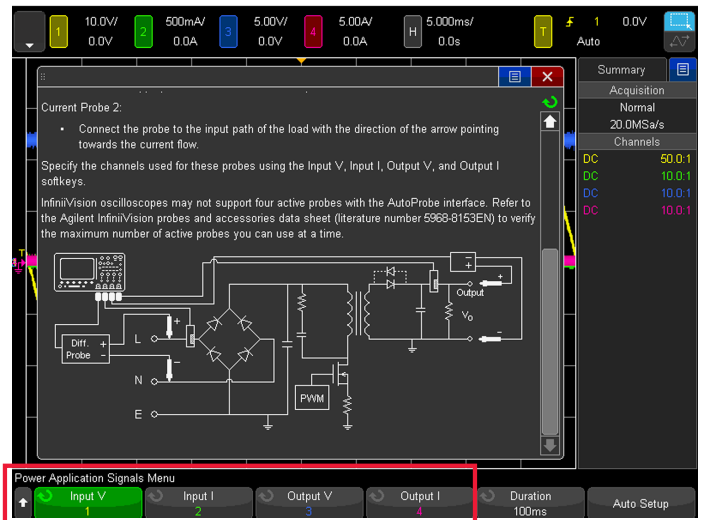 10.0V/ 500mA/ 5.00V/ 5.00A/ 5.000ms/ 1 0.0V
1 2 3 4 H T
0.0V 0.0A 0.0V 0.0A 0.0s Auto
Summary
Acquisition
Normal
20.0MSa/s
Channels
DC 50.0:1
DC 10.0:1
DC 10.0:1
DC 10.0:1
Current Probe 2:
• Connect the probe to the input path of the load with the direction of the arrow pointing
towards the current flow.
Specify the channels used for these probes using the Input V, Input I, Output V, and Output I
softkeys.
InfiniiVision oscilloscopes may not support four active probes with the AutoProbe interface. Refer to
the Agilent InfiniiVision probes and accessories data sheet (literature number 5968-8153EN) to verify
the maximum number of active probes you can use at a time.
T
− +
+
Output
Vo
−
Diff. +
Probe −
+
L
−
N
E
PWM
Power Application Signals Menu
Input V Input I Output V Output I Duration Auto Setup
1 2 3 4 100ms